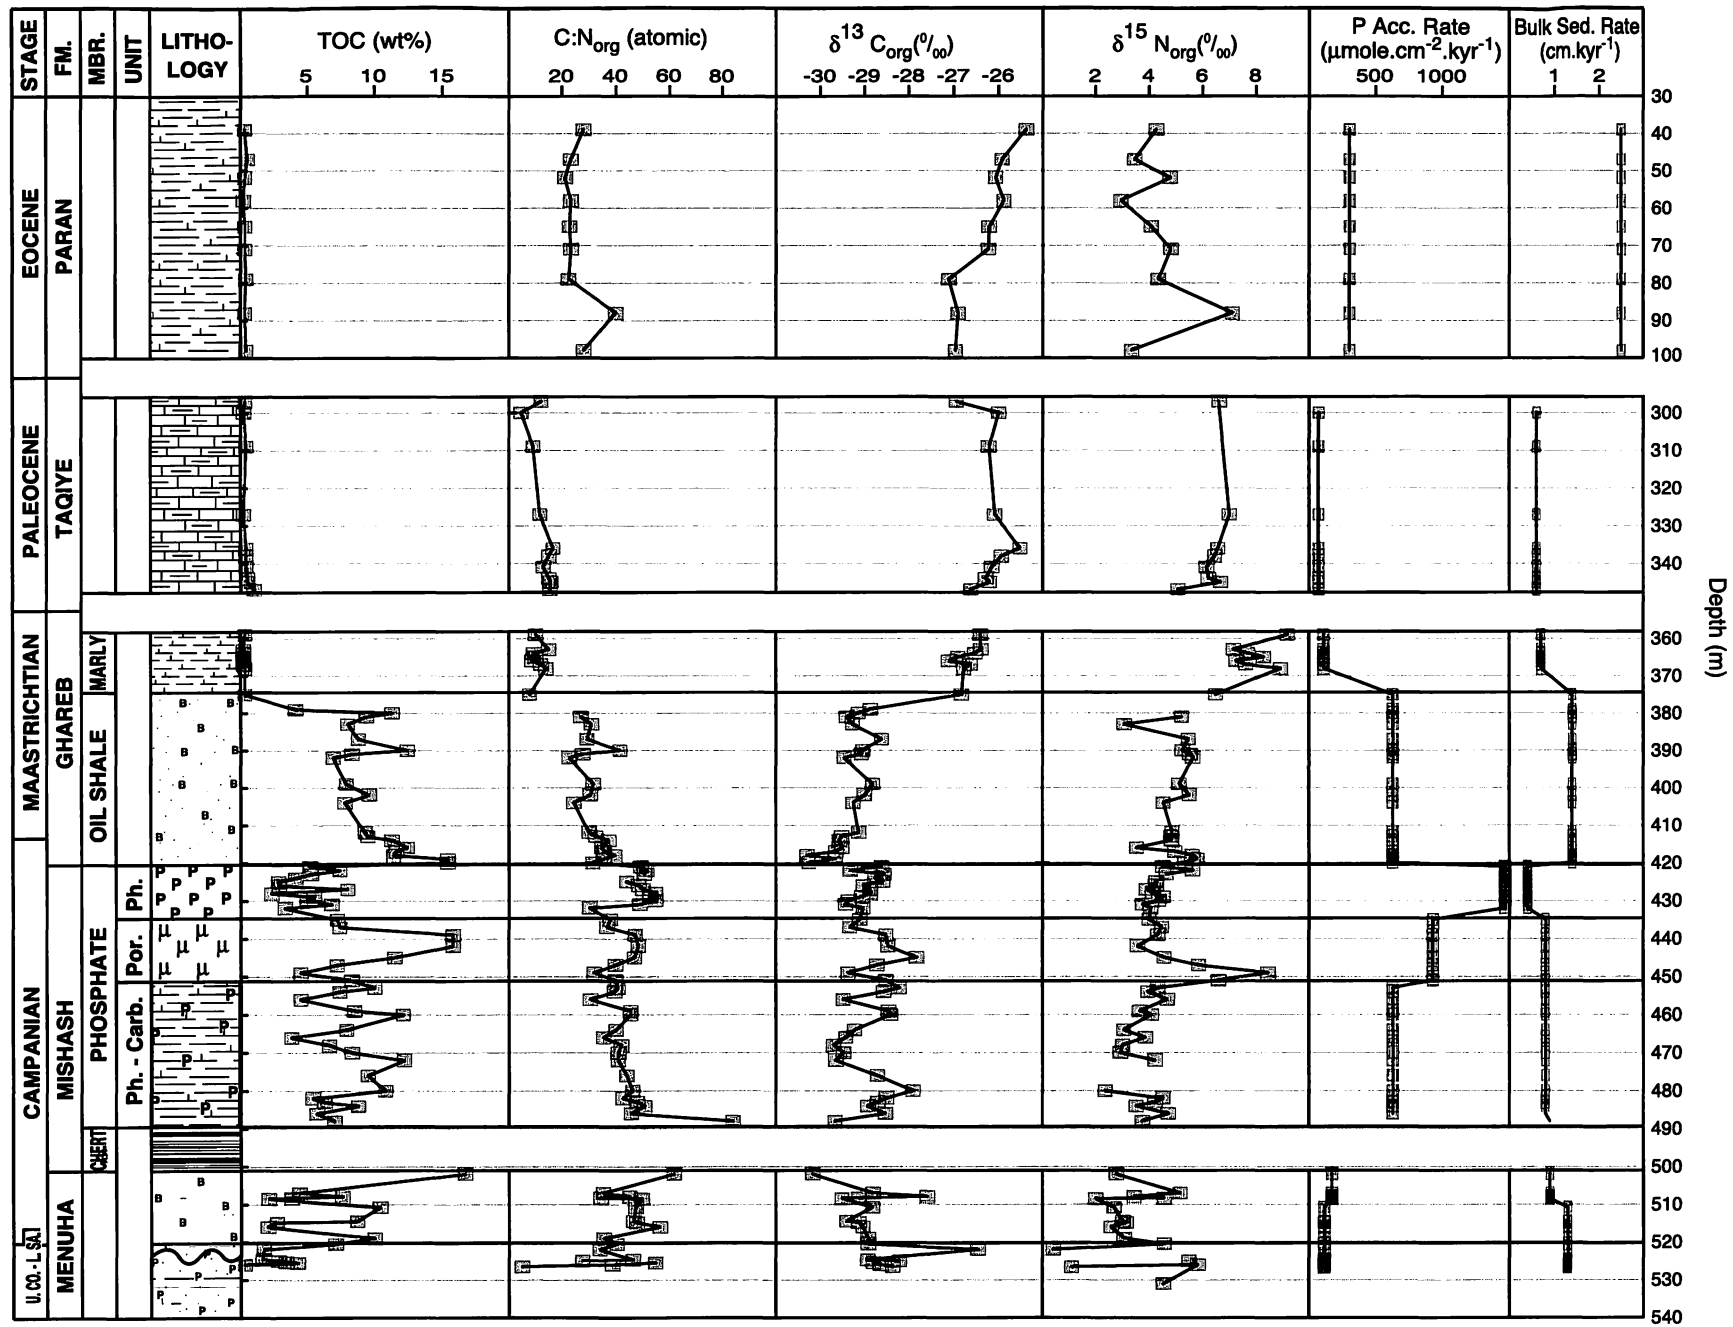 STAGE
FM.
MBR.
UNIT
LITHO-
LOGY
TOC (wt%)
5 10 15
C:Norg (atomic)
20 40 60 80
δ13 Corg(0/00)
-30 -29 -28 -27 -26
δ15 Norg(0/00)
2 4 6 8
P Acc. Rate
(μmole.cm-2.kyr-1)
500 1000
Bulk Sed. Rate
(cm.kyr-1)
1 2
30
40
50
60
70
80
90
100
300
310
320
330
340
360
370
380
390
400
410
420
430
440
450
460
470
480
490
500
510
520
530
540
Depth (m)
EOCENE
PARAN
PALEOCENE
TAQIYE
MAASTRICHTIAN
GHAREB
MARLY
OIL SHALE
B B
B
B B
B B
B
B B
CAMPANIAN
MISHASH
PHOSPHATE
Ph.
P P P P
P P P
P P P P
P P
Por.
μ μ
μ μ
μ μ
Ph. - Carb.
P
P
P P
P
P
P
P
CHERT
U. CO. - L. SA.
MENUHA
B
B
B
B
P P
P
P
P P